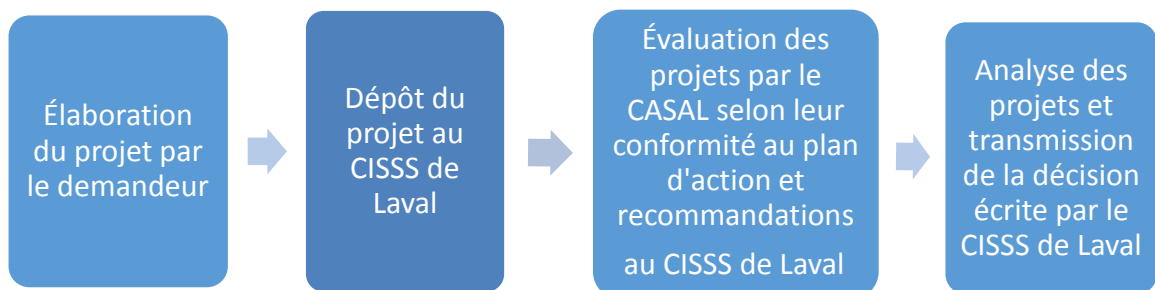 Élaboration
du projet par
le demandeur
Dépôt du
projet au
CISSS de
Laval
Évaluation des
projets par le
CASAL selon leur
conformité au plan
d'action et
recommandations
au CISSS de Laval
Analyse des
projets et
transmission
de la décision
écrite par le
CISSS de Laval